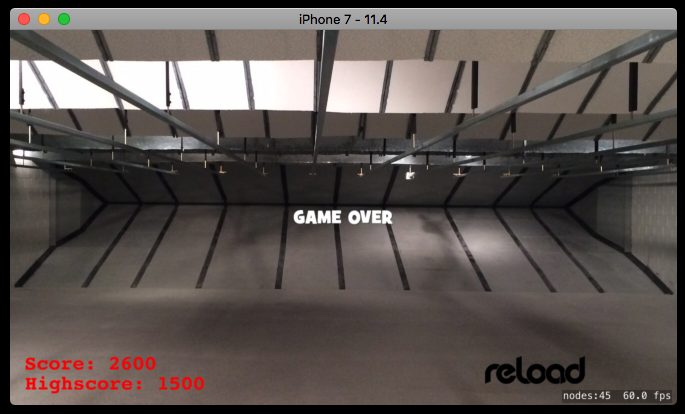 iPhone 7 - 11.4
GAME OVER
Score: 2600
Highscore: 1500
reload
nodes:45 60.0 fps